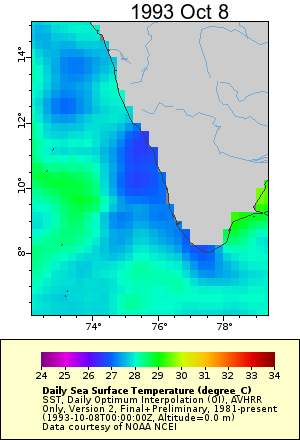 1993 Oct 8
14°
12°
10°
8°
74° 76° 78°
24 25 26 27 28 29 30 31 32 33 34
Daily Sea Surface Temperature (degree_C)
SST, Daily Optimum Interpolation (OI), AVHRR
Only, Version 2, Final+Preliminary, 1981-present
(1993-10-08T00:00:00Z, Altitude=0.0 m)
Data courtesy of NOAA NCEI